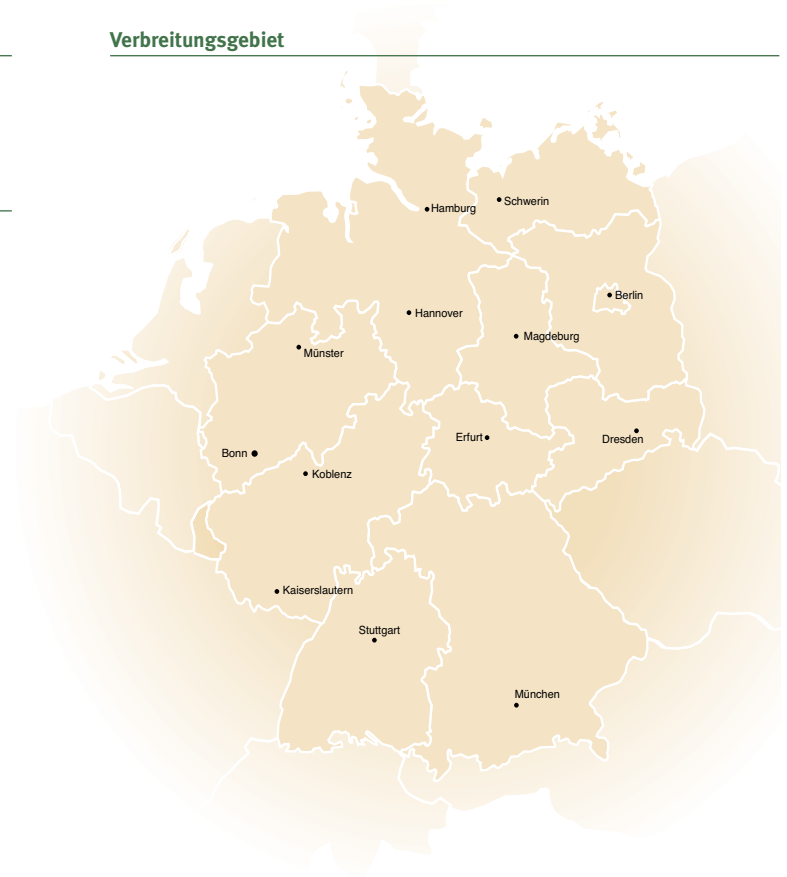 Verbreitungsgebiet
Schwerin
Hamburg
Berlin
Hannover
Magdeburg
Münster
Erfurt
Dresden
Bonn
Koblenz
Kaiserslautern
Stuttgart
München